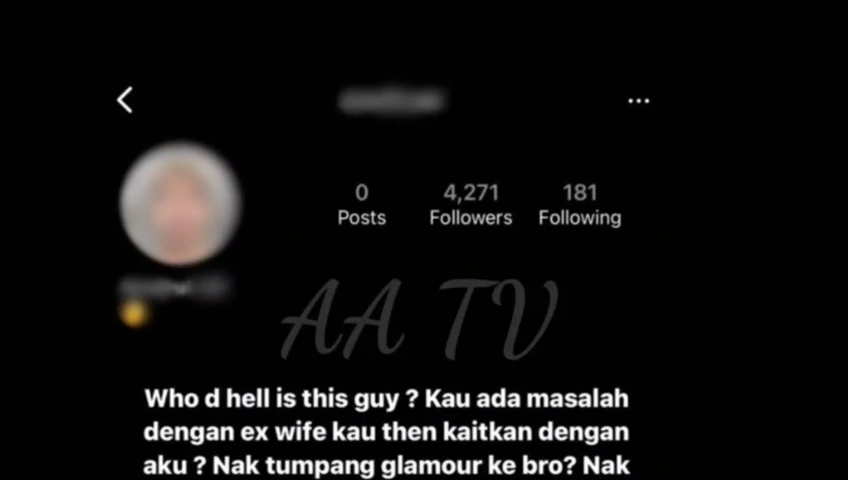 0 4,271 181
Posts Followers Following
AA TV
Who d hell is this guy ? Kau ada masalah
dengan ex wife kau then kaitkan dengan
aku ? Nak tumpang glamour ke bro? Nak